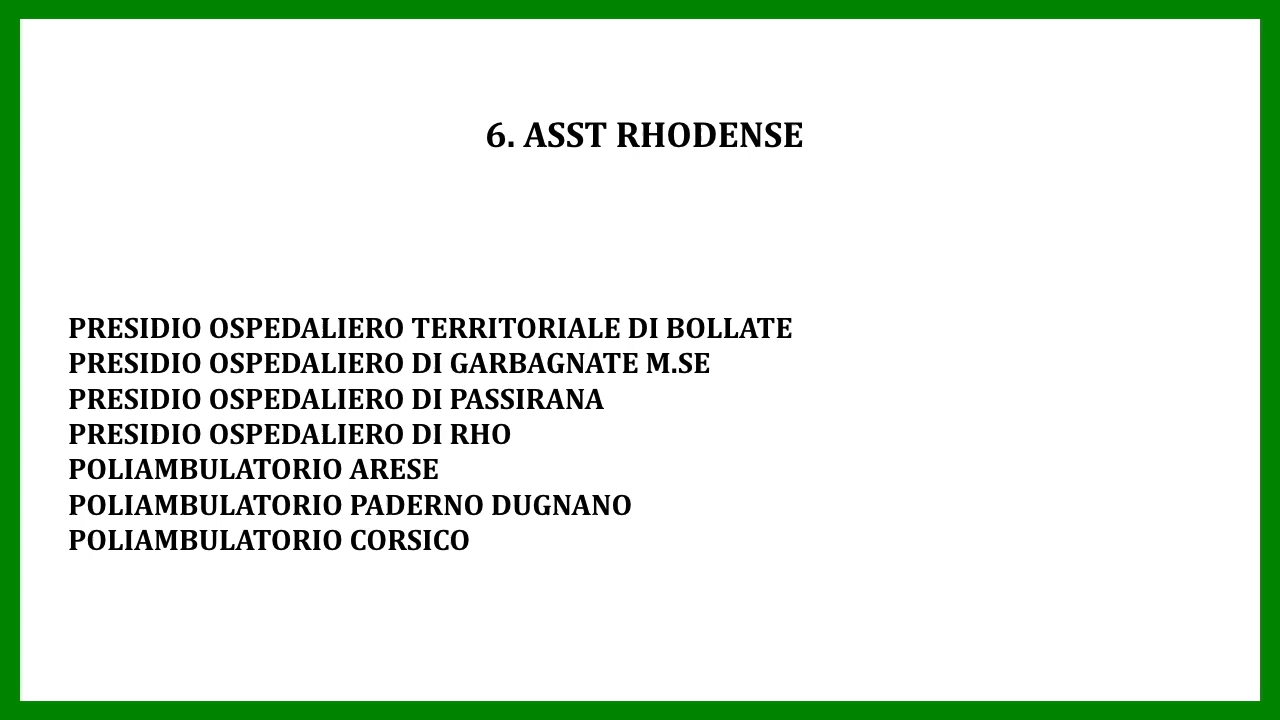 6. ASST RHODENSE
PRESIDIO OSPEDALIERO TERRITORIALE DI BOLLATE
PRESIDIO OSPEDALIERO DI GARBAGNATE M.SE
PRESIDIO OSPEDALIERO DI PASSIRANA
PRESIDIO OSPEDALIERO DI RHO
POLIAMBULATORIO ARESE
POLIAMBULATORIO PADERNO DUGNANO
POLIAMBULATORIO CORSICO